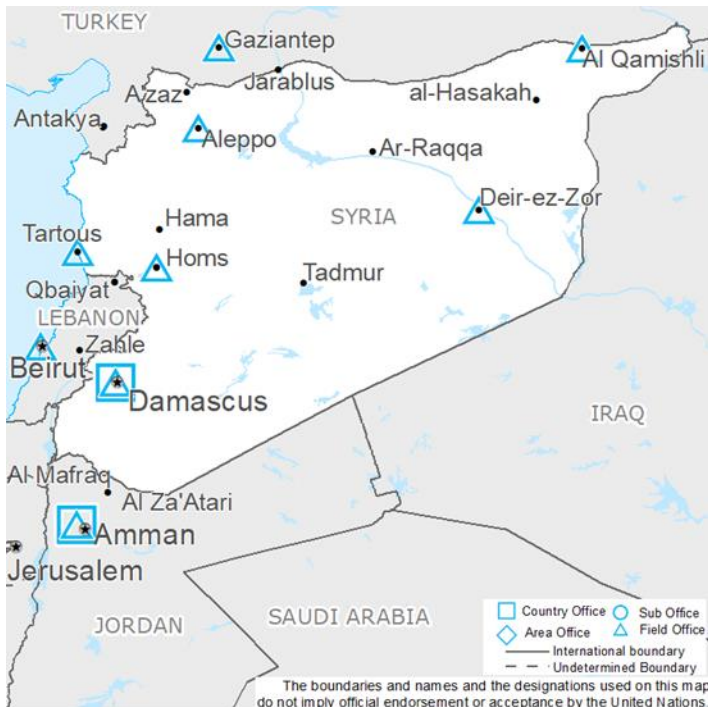 TURKEY
Gaziantep
Al Qamishli
Jarablus
A'zaz
al-Hasakah
Antakya
Aleppo
Ar-Raqqa
Deir-ez-Zor
Hama
SYRIA
Tartous
Homs
Tadmur
Qbaiyat
LEBANON
Zahle
Beirut
Damascus
IRAQ
Al Mafraq
Al Za'Atari
Amman
Jerusalem
SAUDI ARABIA
JORDAN
Country Office
Sub Office
Area Office
Field Office
International boundary
Undetermined Boundary
The boundaries and names and the designations used on this map
do not imply official endorsement or acceptance by the United Nations.